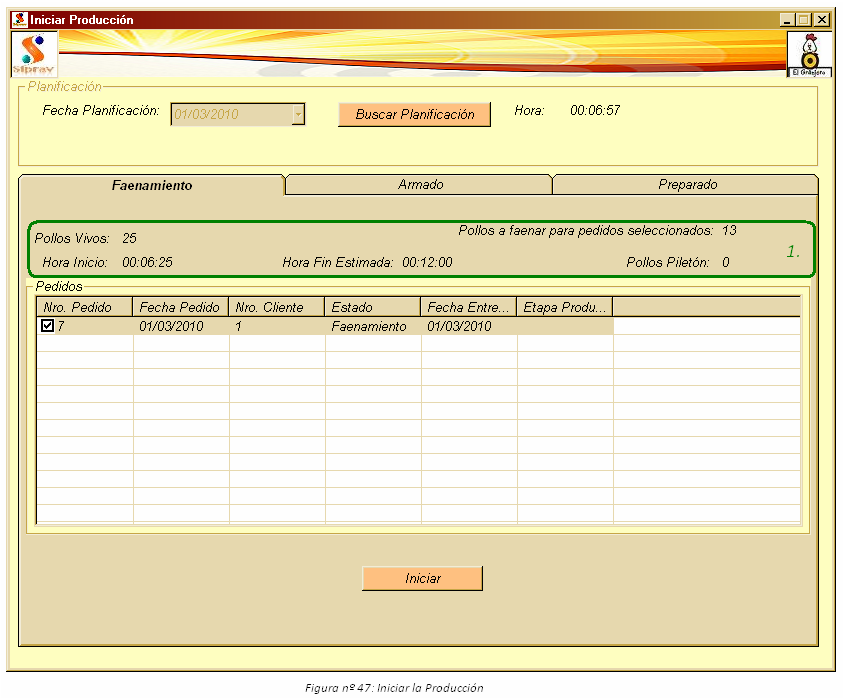 Iniciar Producción
Siprav
El Gallejero
Planificación
Fecha Planificación: 01/03/2010 Buscar Planificación Hora: 00:06:57
Faenamiento Armado Preparado
Pollos Vivos: 25 Pollos a faenar para pedidos seleccionados: 13
1.
Hora Inicio: 00:06:25 Hora Fin Estimada: 00:12:00 Pollos Piletón: 0
Pedidos
Nro. Pedido Fecha Pedido Nro. Cliente Estado Fecha Entre... Etapa Produ...
7 01/03/2010 1 Faenamiento 01/03/2010
Iniciar
Figura nº 47: Iniciar la Producción